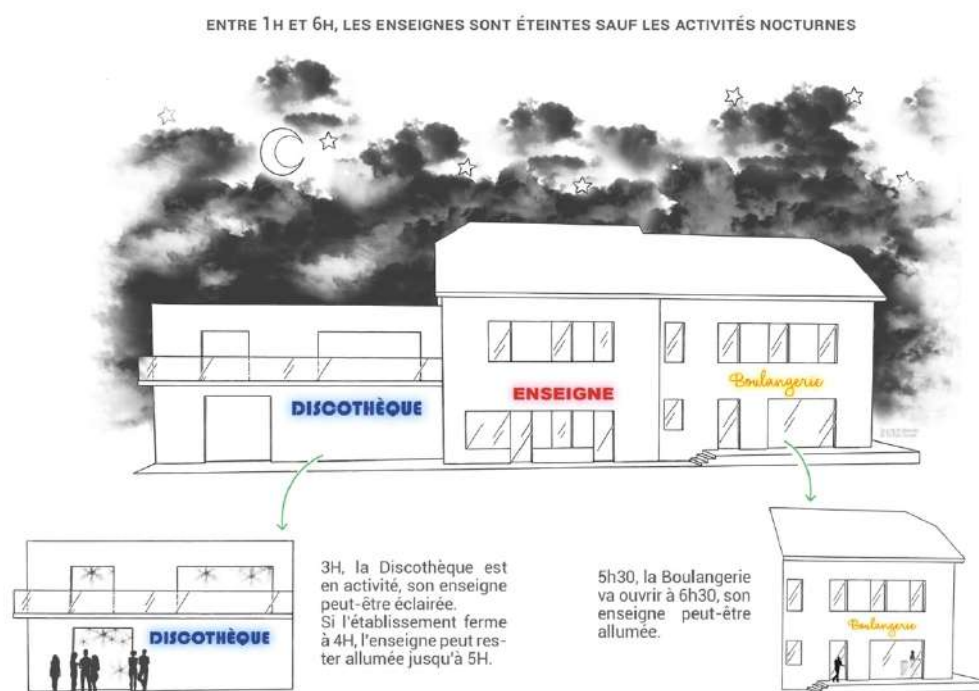 ENTRE 1H ET 6H, LES ENSEIGNES SONT ÉTEINTES SAUF LES ACTIVITÉS NOCTURNES
DISCOTHÈQUE
ENSEIGNE
Boulangerie
3H, la Discothèque est
en activité, son enseigne
peut-être éclairée.
Si l'établissement ferme
à 4H, l'enseigne peut res-
ter allumée jusqu'à 5H.
DISCOTHÈQUE
5h30, la Boulangerie
va ouvrir à 6h30, son
enseigne peut-être
allumée.
Boulangerie